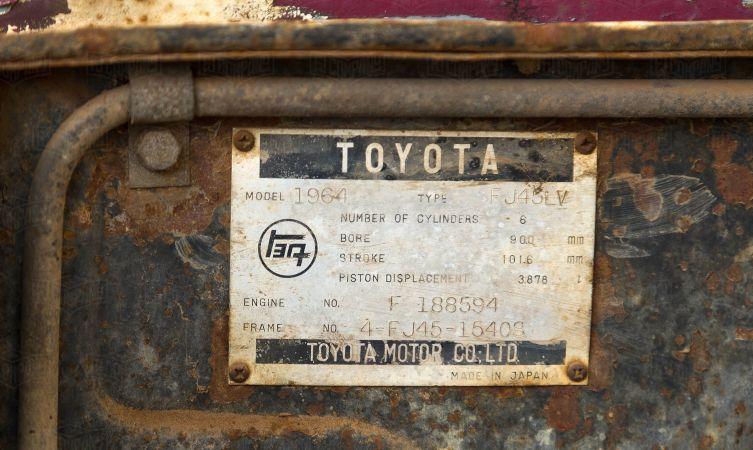 TOYOTA
MODEL 1964 TYPE FJ45LV
NUMBER OF CYLINDERS 6
BORE 90.0 mm
STROKE 101.6 mm
PISTON DISPLACEMENT 3.878 l
ENGINE NO. F 188594
FRAME NO. 4-FJ45-15408
TOYOTA MOTOR CO.,LTD.
MADE IN JAPAN